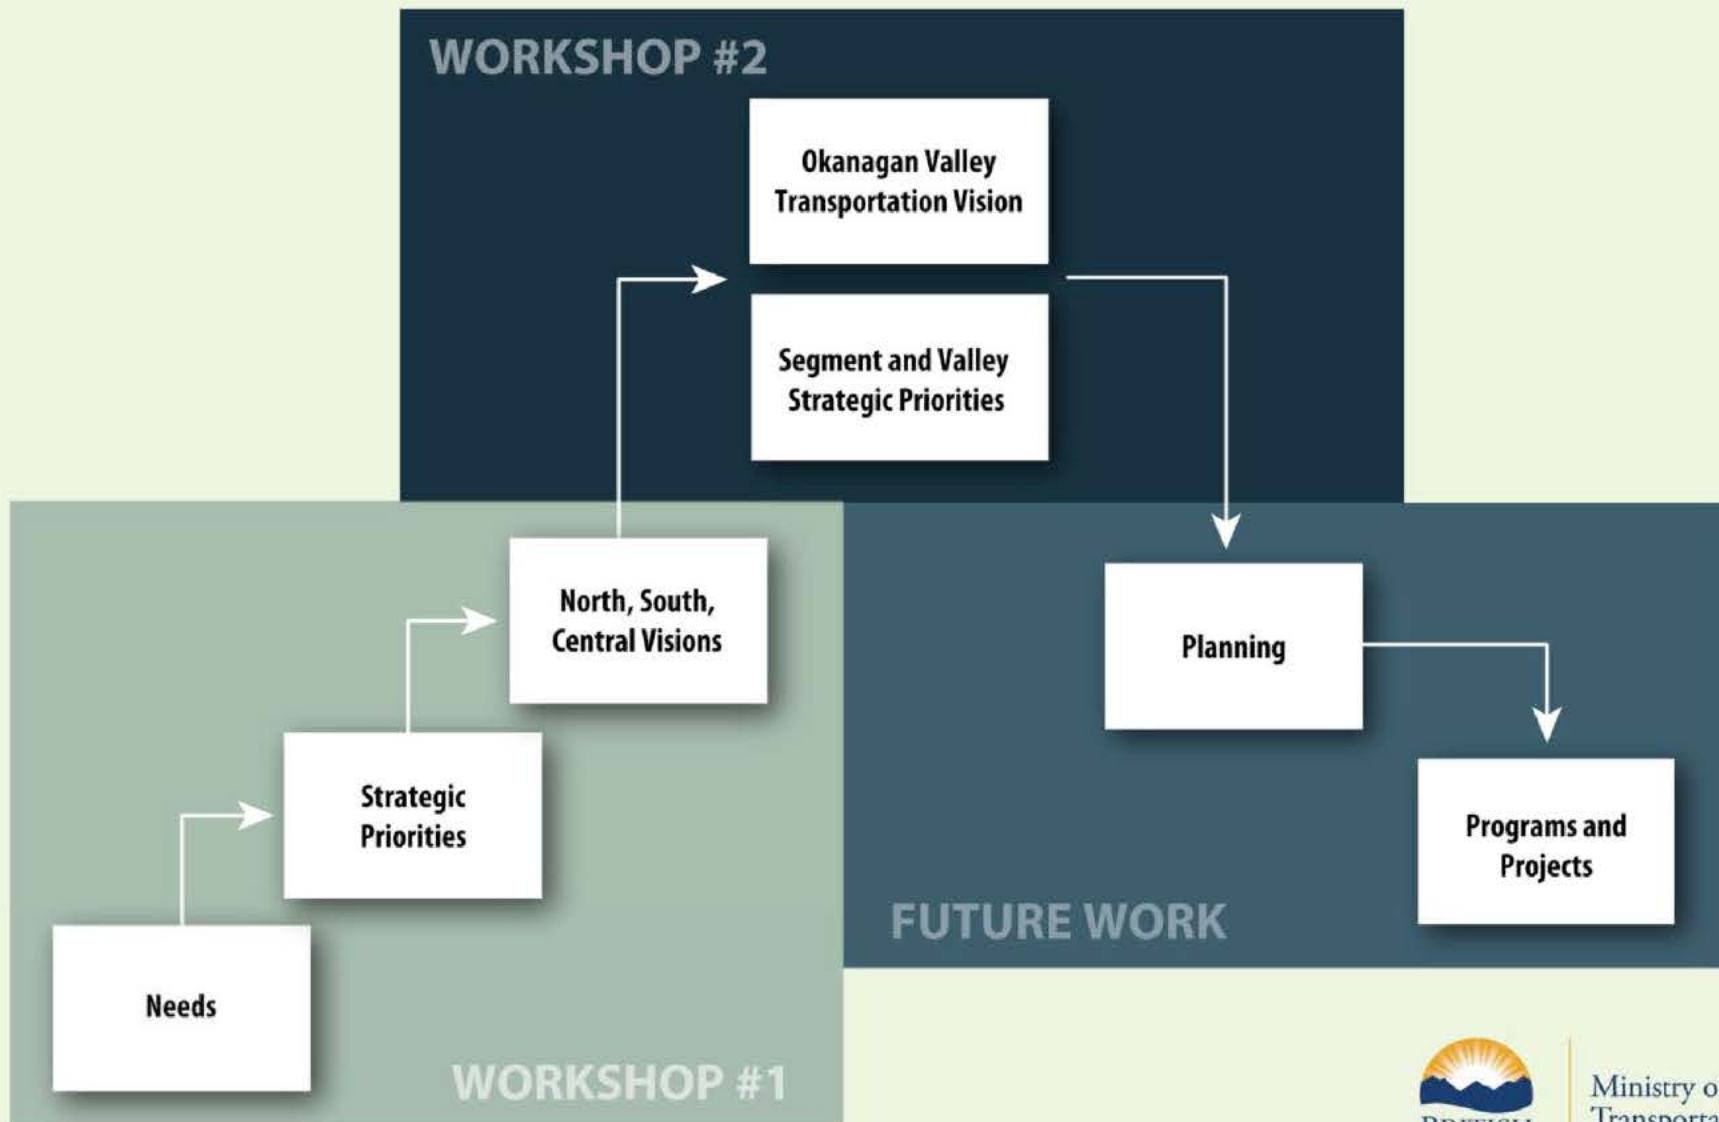 WORKSHOP #2
Okanagan Valley
Transportation Vision
Segment and Valley
Strategic Priorities
North, South,
Central Visions
Strategic
Priorities
Needs
WORKSHOP #1
Planning
Programs and
Projects
FUTURE WORK
Ministry